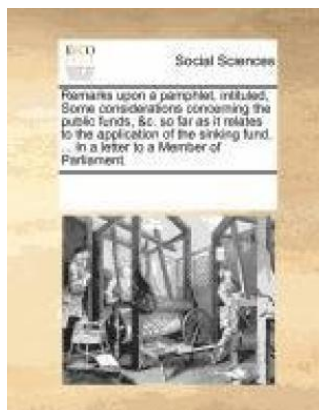 ECCO
Social Sciences
Remarks upon a pamphlet, intituled,
Some considerations concerning the
public funds, &c. so far as it relates
to the application of the sinking fund.
... In a letter to a Member of
Parliament.